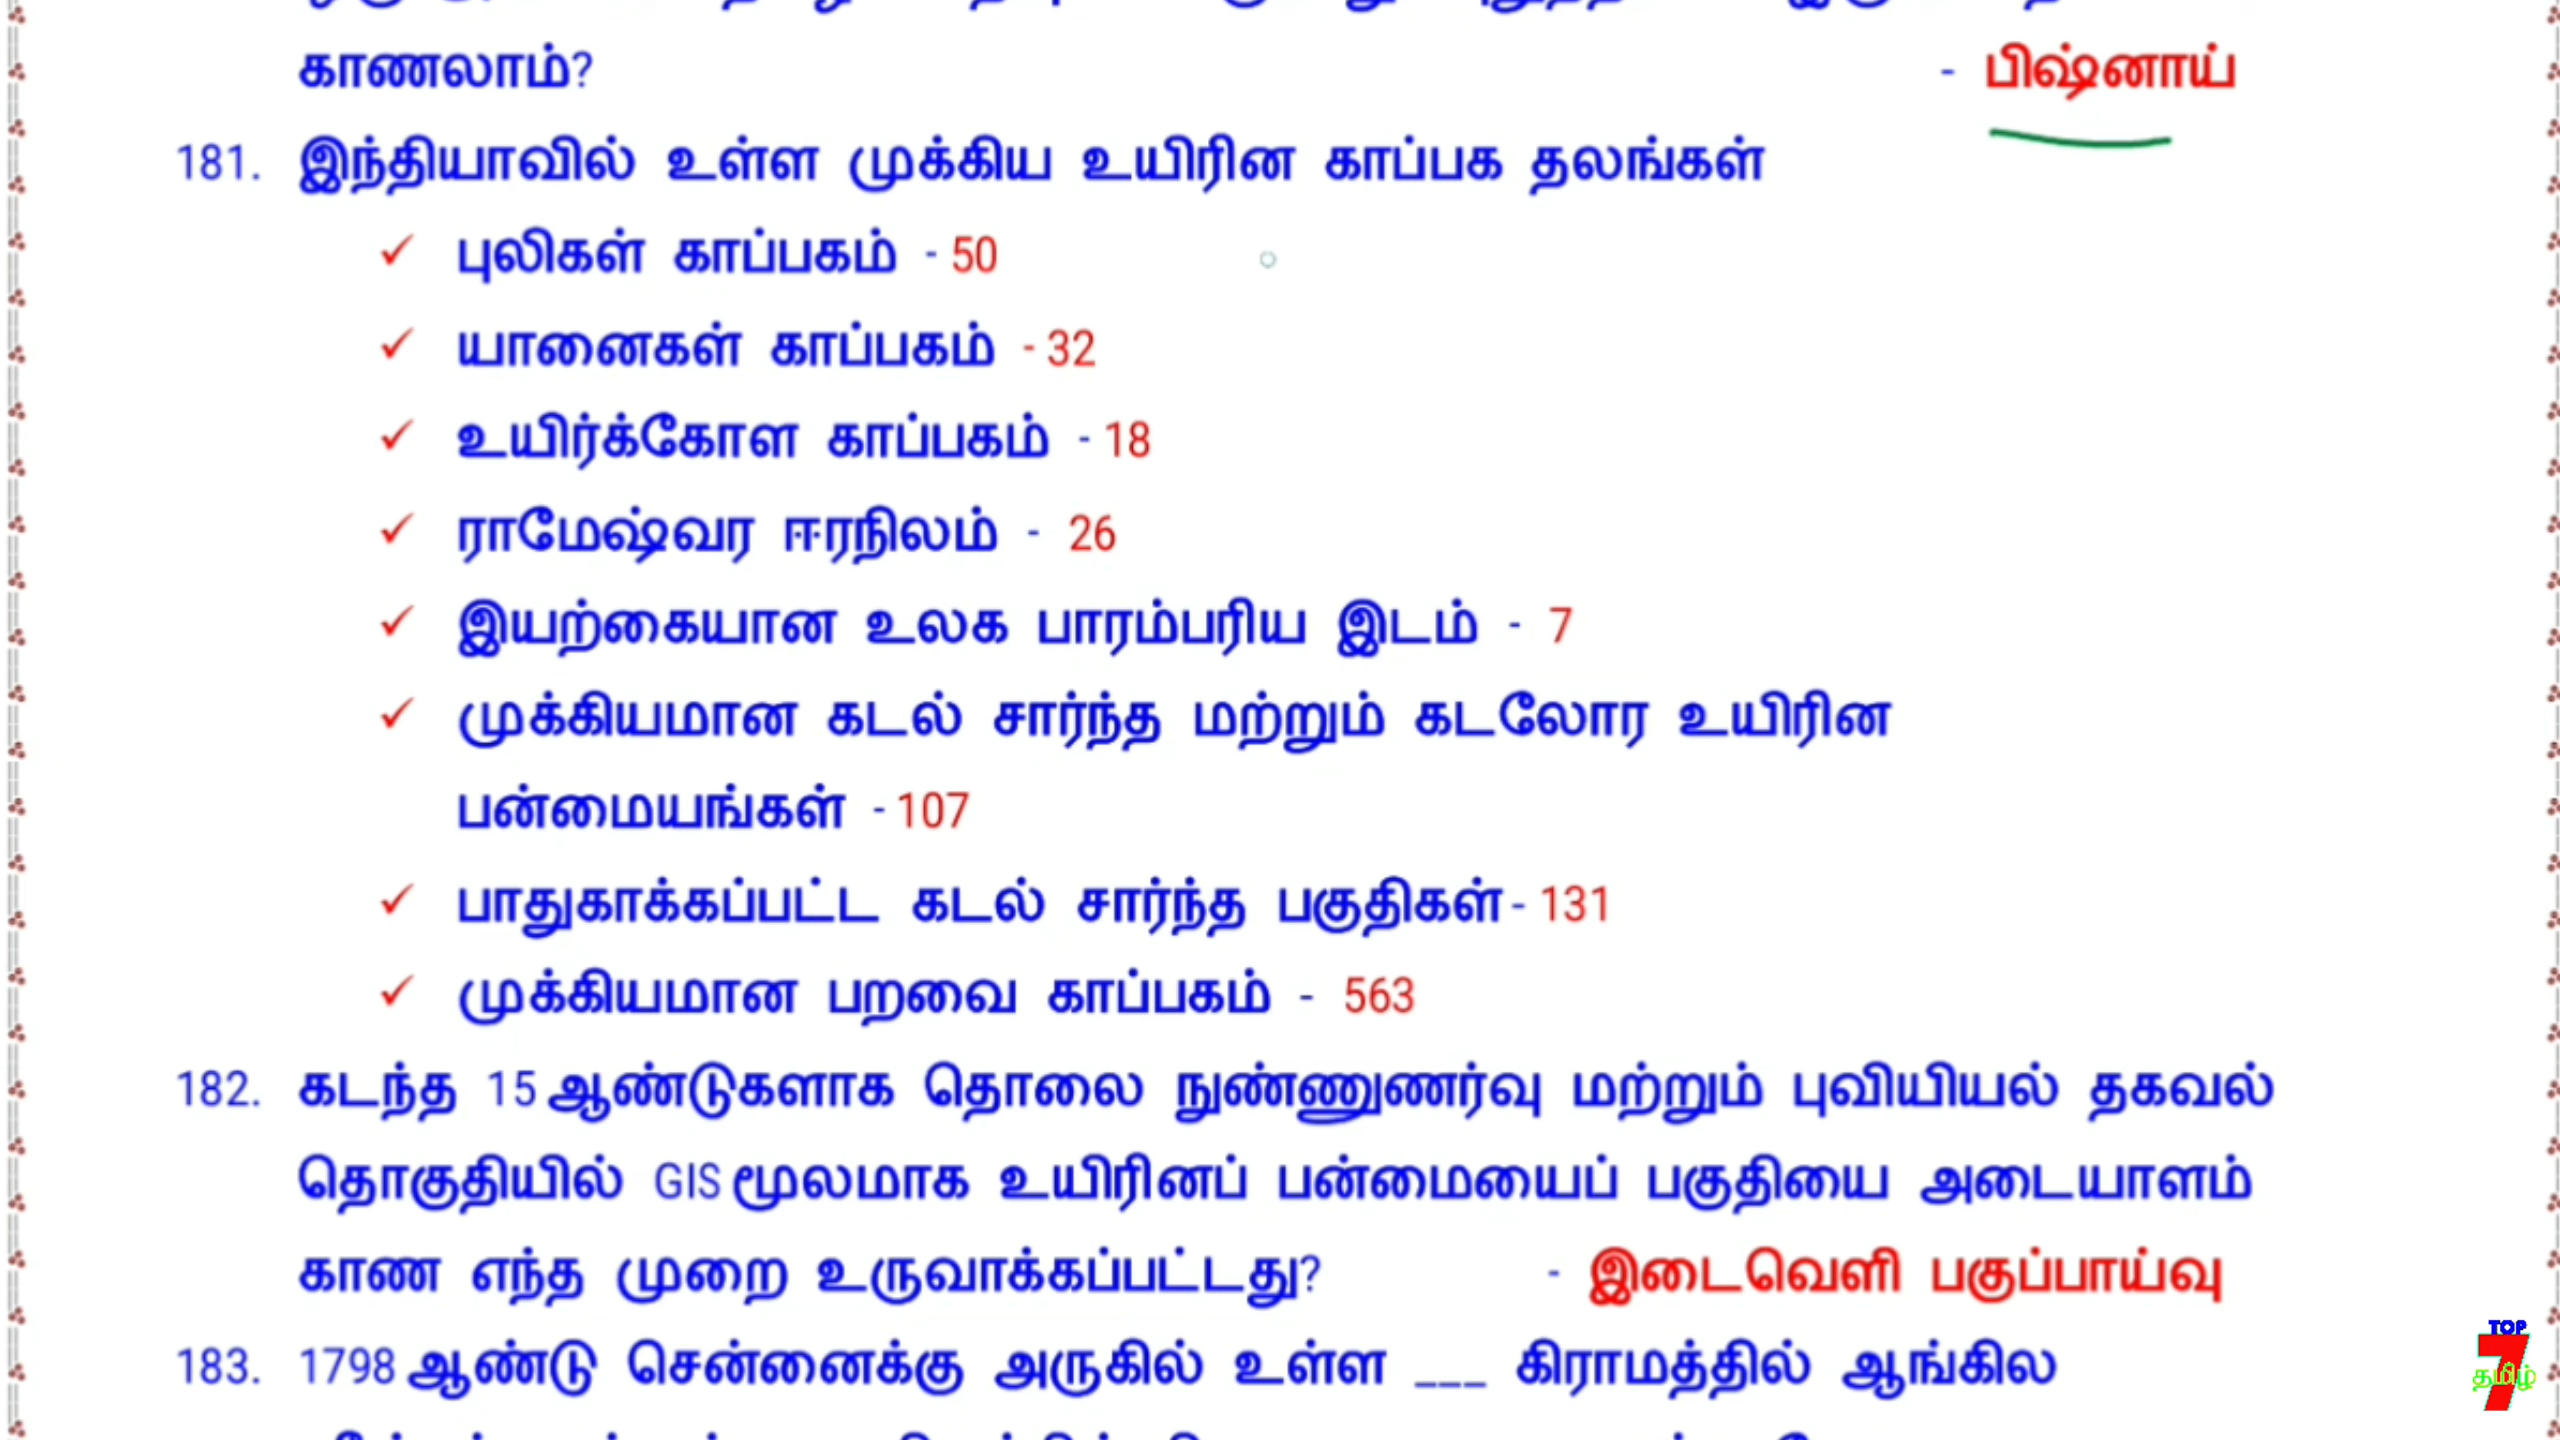 காணலாம்? - பிஷ்னாய்
181. இந்தியாவில் உள்ள முக்கிய உயிரின காப்பக தலங்கள்
✓ புலிகள் காப்பகம் - 50
✓ யானைகள் காப்பகம் - 32
✓ உயிர்க்கோள காப்பகம் - 18
✓ ராமேஷ்வர ஈரநிலம் - 26
✓ இயற்கையான உலக பாரம்பரிய இடம் - 7
✓ முக்கியமான கடல் சார்ந்த மற்றும் கடலோர உயிரின
பன்மையங்கள் - 107
✓ பாதுகாக்கப்பட்ட கடல் சார்ந்த பகுதிகள் - 131
✓ முக்கியமான பறவை காப்பகம் - 563
182. கடந்த 15 ஆண்டுகளாக தொலை நுண்ணுணர்வு மற்றும் புவியியல் தகவல்
தொகுதியில் GIS மூலமாக உயிரினப் பன்மையைப் பகுதியை அடையாளம்
காண எந்த முறை உருவாக்கப்பட்டது? - இடைவெளி பகுப்பாய்வு
183. 1798 ஆண்டு சென்னைக்கு அருகில் உள்ள ___ கிராமத்தில் ஆங்கில
TOP
7
தமிழ்